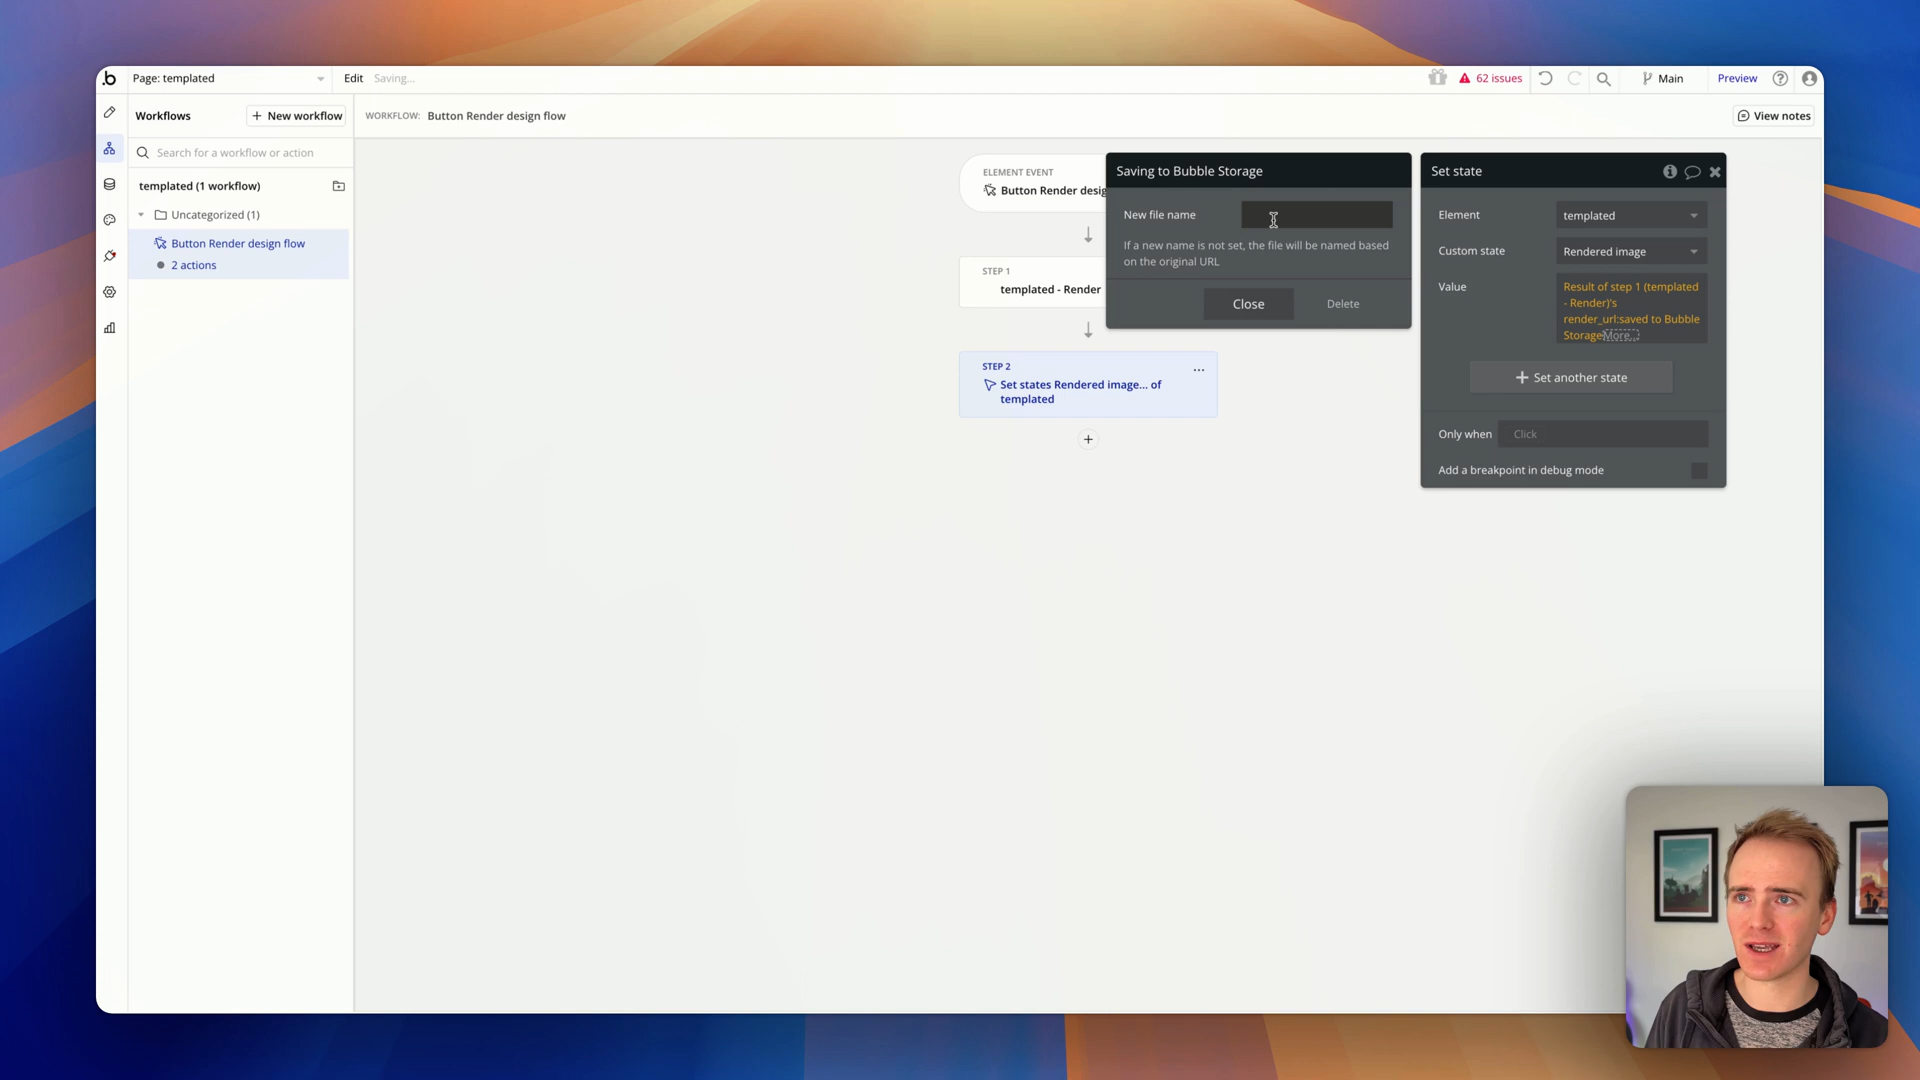 .b
Page: templated
Edit
Saving...
62 issues
Main
Preview
Workflows
+ New workflow
WORKFLOW: Button Render design flow
View notes
Search for a workflow or action
templated (1 workflow)
Uncategorized (1)
Button Render design flow
2 actions
ELEMENT EVENT
Button Render desig
STEP 1
templated - Render
STEP 2
Set states Rendered image... of
templated
Saving to Bubble Storage
New file name
If a new name is not set, the file will be named based
on the original URL
Close
Delete
Set state
Element
templated
Custom state
Rendered image
Value
Result of step 1 (templated
- Render)'s
render_url:saved to Bubble
Storage More...
+ Set another state
Only when
Click
Add a breakpoint in debug mode